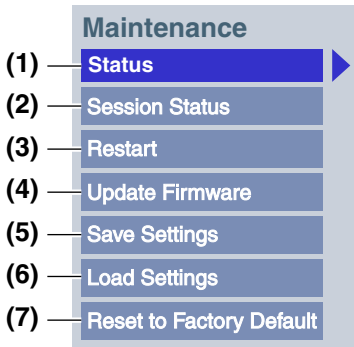 Maintenance
(1) Status
(2) Session Status
(3) Restart
(4) Update Firmware
(5) Save Settings
(6) Load Settings
(7) Reset to Factory Default